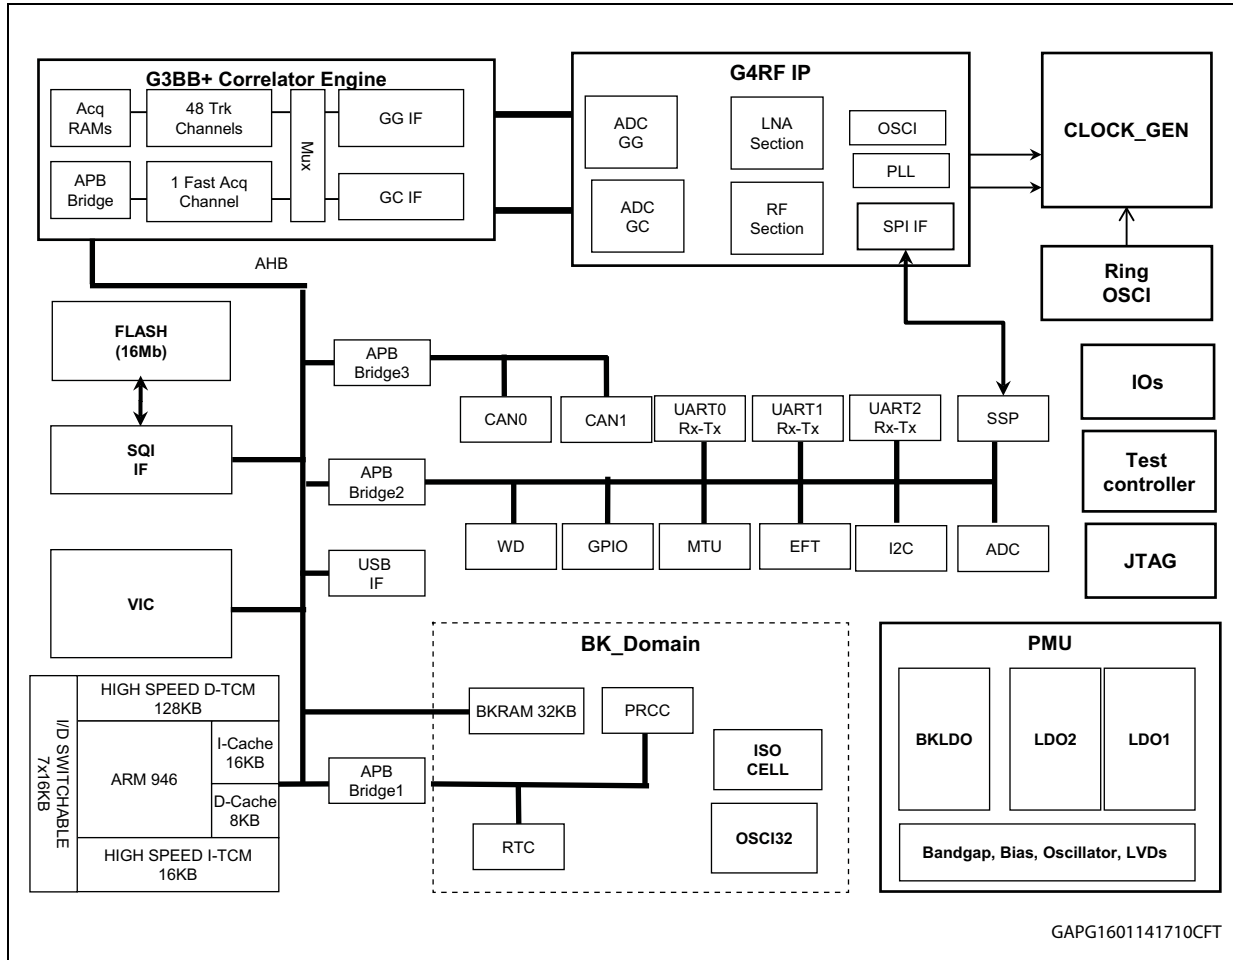 G3BB+ Correlator Engine
Acq
RAMs
48 Trk
Channels
Mux
GG IF
APB
Bridge
1 Fast Acq
Channel
GC IF
G4RF IP
ADC
GG
LNA
Section
OSCI
PLL
ADC
GC
RF
Section
SPI IF
CLOCK_GEN
Ring
OSCI
AHB
FLASH
(16Mb)
APB
Bridge3
IOs
CAN0
CAN1
UART0
Rx-Tx
UART1
Rx-Tx
UART2
Rx-Tx
SSP
SQI
IF
APB
Bridge2
Test
controller
WD
GPIO
MTU
EFT
I2C
ADC
JTAG
VIC
USB
IF
BK_Domain
BKRAM 32KB
PRCC
ISO
CELL
RTC
OSCI32
APB
Bridge1
I/D SWITCHABLE
7x16KB
HIGH SPEED D-TCM
128KB
ARM 946
I-Cache
16KB
D-Cache
8KB
HIGH SPEED I-TCM
16KB
PMU
BKLDO
LDO2
LDO1
Bandgap, Bias, Oscillator, LVDs
GAPG1601141710CFT